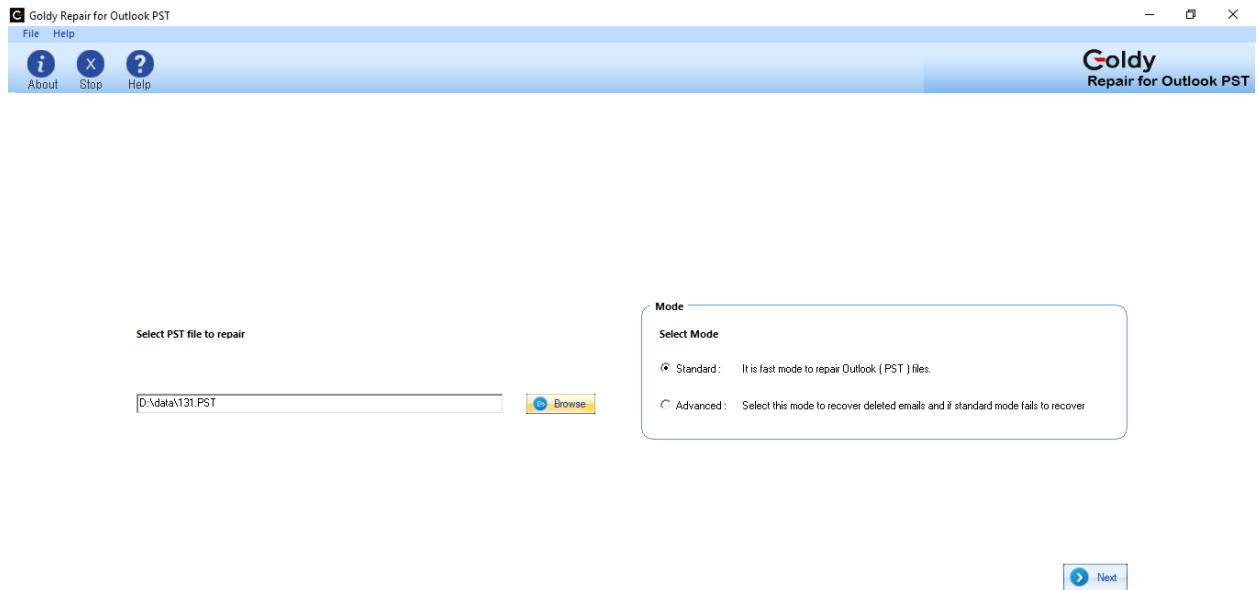 Goldy Repair for Outlook PST
File Help
About Stop Help
Goldy
Repair for Outlook PST
Select PST file to repair
D:\data\131.PST
Browse
Mode
Select Mode
Standard : It is fast mode to repair Outlook ( PST ) files.
Advanced : Select this mode to recover deleted emails and if standard mode fails to recover
Next